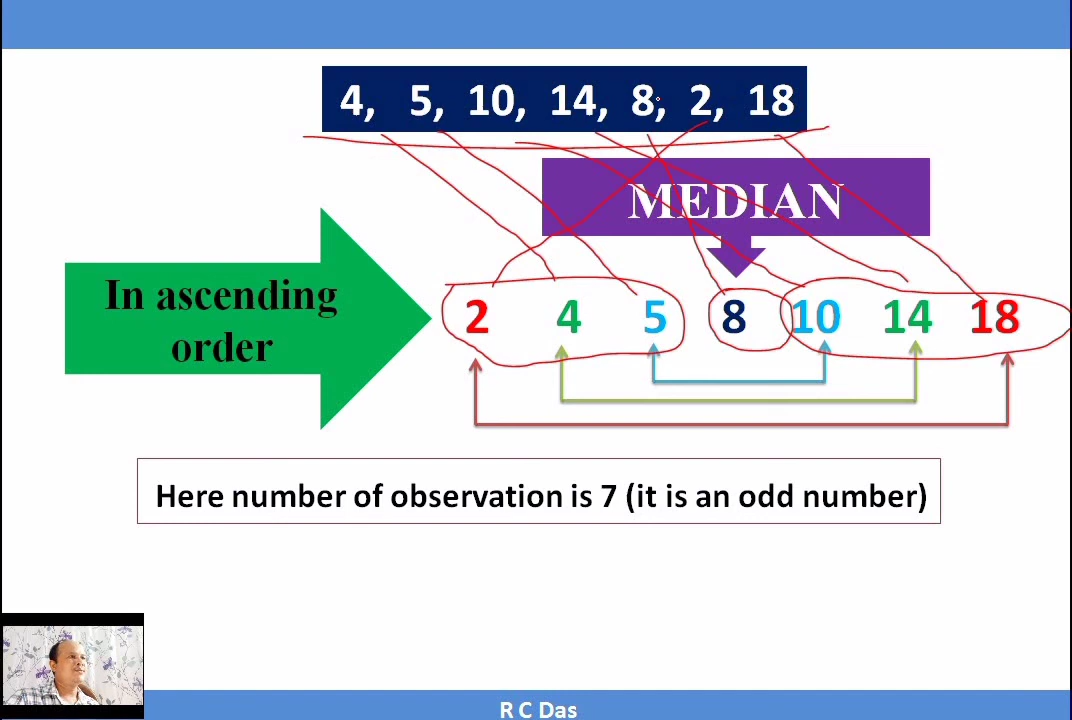 4, 5, 10, 14, 8, 2, 18
MEDIAN
In ascending
order
2 4 5 8 10 14 18
Here number of observation is 7 (it is an odd number)
R C Das